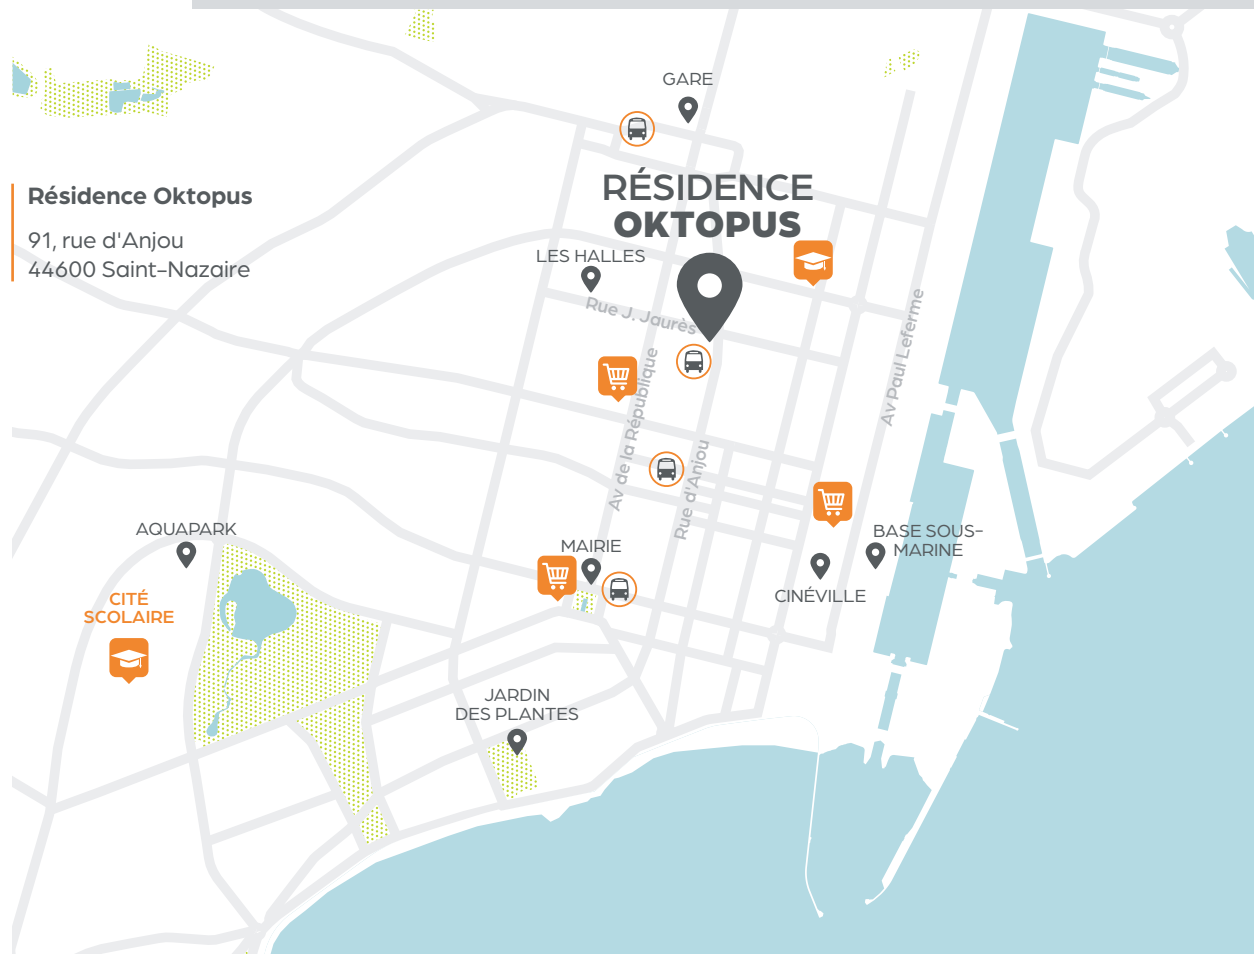 GARE
RÉSIDENCE
OKTOPUS
Résidence Oktopus
91, rue d'Anjou
44600 Saint-Nazaire
LES HALLES
Rue J. Jaurès
Av Paul Leferme
Av de la République
Rue d'Anjou
AQUAPARK
MAIRIE
BASE SOUS-
MARINE
CINÉVILLE
CITÉ
SCOLAIRE
JARDIN
DES PLANTES